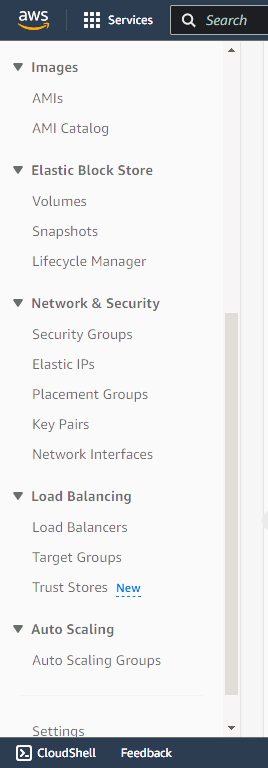 aws Services Search
Images
AMIs
AMI Catalog
Elastic Block Store
Volumes
Snapshots
Lifecycle Manager
Network & Security
Security Groups
Elastic IPs
Placement Groups
Key Pairs
Network Interfaces
Load Balancing
Load Balancers
Target Groups
Trust Stores New
Auto Scaling
Auto Scaling Groups
Settings
CloudShell Feedback